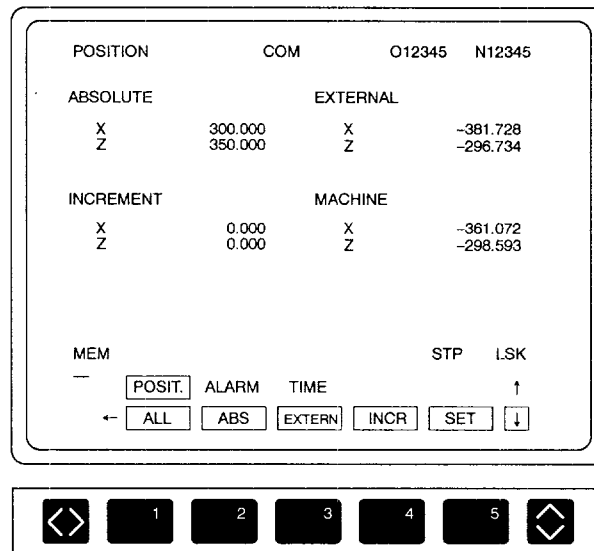 POSITION COM O12345 N12345
ABSOLUTE EXTERNAL
X 300.000 X -381.728
Z 350.000 Z -296.734
INCREMENT MACHINE
X 0.000 X -361.072
Z 0.000 Z -298.593
MEM STP LSK
POSIT. ALARM TIME ↑
← ALL ABS EXTERN INCR SET ↓
1 2 3 4 5